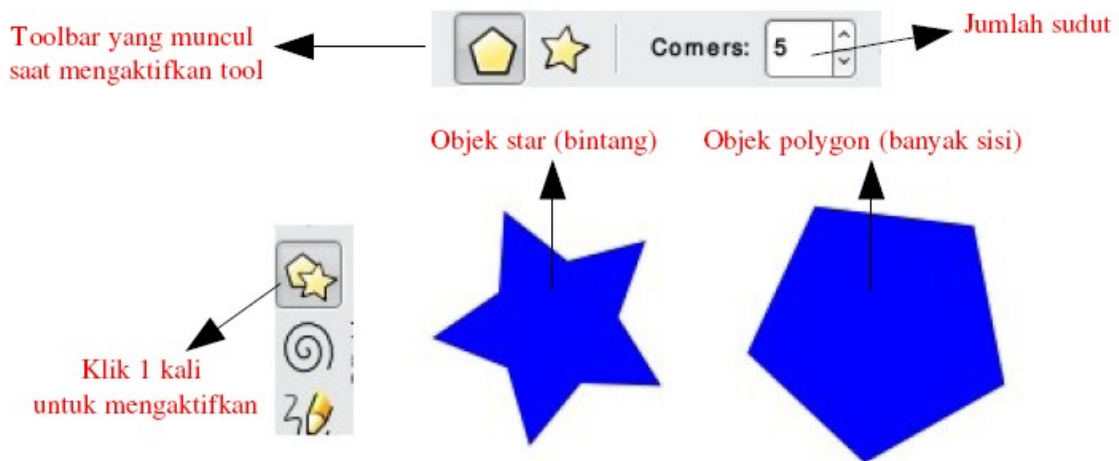 Toolbar yang muncul
saat mengaktifkan tool
Corners: 5
Jumlah sudut
Objek star (bintang)
Objek polygon (banyak sisi)
Klik 1 kali
untuk mengaktifkan